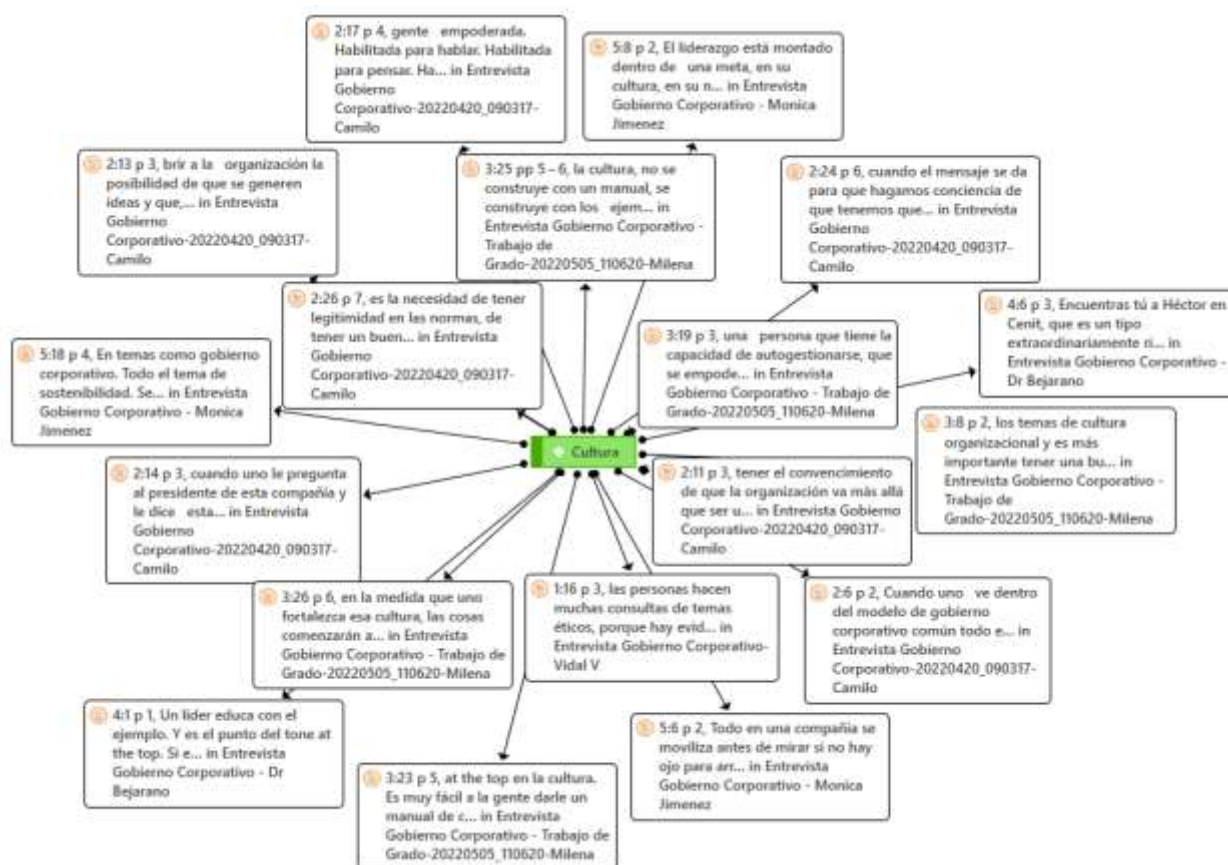 2:17 p 4, gente empoderada.
Habilitada para hablar. Habilitada
para pensar. Ha... in Entrevista
Gobierno
Corporativo-20220420_090317-
Camilo
5:8 p 2, El liderazgo está montado
dentro de una meta, en su
cultura, en su n... in Entrevista
Gobierno Corporativo - Monica
Jimenez
2:13 p 3, brir a la organización la
posibilidad de que se generen
ideas y que,... in Entrevista
Gobierno
Corporativo-20220420_090317-
Camilo
3:25 pp 5 – 6, la cultura, no se
construye con un manual, se
construye con los ejem... in
Entrevista Gobierno Corporativo -
Trabajo de
Grado-20220505_110620-Milena
2:24 p 6, cuando el mensaje se da
para que hagamos conciencia de
que tenemos que... in Entrevista
Gobierno
Corporativo-20220420_090317-
Camilo
2:26 p 7, es la necesidad de tener
legitimidad en las normas, de
tener un buen... in Entrevista
Gobierno
Corporativo-20220420_090317-
Camilo
3:19 p 3, una persona que tiene la
capacidad de autogestionarse, que
se empode... in Entrevista
Gobierno Corporativo - Trabajo de
Grado-20220505_110620-Milena
4:6 p 3, Encuentras tú a Héctor en
Cenit, que es un tipo
extraordinariamente ri... in
Entrevista Gobierno Corporativo -
Dr Bejarano
5:18 p 4, En temas como gobierno
corporativo. Todo el tema de
sostenibilidad. Se... in Entrevista
Gobierno Corporativo - Monica
Jimenez
Cultura
3:8 p 2, los temas de cultura
organizacional y es más
importante tener una bu... in
Entrevista Gobierno Corporativo -
Trabajo de
Grado-20220505_110620-Milena
2:14 p 3, cuando uno le pregunta
al presidente de esta compañía y
le dice esta... in Entrevista
Gobierno
Corporativo-20220420_090317-
Camilo
2:11 p 3, tener el convencimiento
de que la organización va más allá
que ser u... in Entrevista Gobierno
Corporativo-20220420_090317-
Camilo
3:26 p 6, en la medida que uno
fortalezca esa cultura, las cosas
comenzarán a... in Entrevista
Gobierno Corporativo - Trabajo de
Grado-20220505_110620-Milena
1:16 p 3, las personas hacen
muchas consultas de temas
éticos, porque hay evid... in
Entrevista Gobierno Corporativo-
Vidal V
2:6 p 2, Cuando uno ve dentro
del modelo de gobierno
corporativo común todo e... in
Entrevista Gobierno
Corporativo-20220420_090317-
Camilo
4:1 p 1, Un líder educa con el
ejemplo. Y es el punto del tone at
the top. Si e... in Entrevista
Gobierno Corporativo - Dr
Bejarano
3:23 p 5, at the top en la cultura.
Es muy fácil a la gente darle un
manual de c... in Entrevista
Gobierno Corporativo - Trabajo de
Grado-20220505_110620-Milena
5:6 p 2, Todo en una compañía se
moviliza antes de mirar si no hay
ojo para arr... in Entrevista
Gobierno Corporativo - Monica
Jimenez